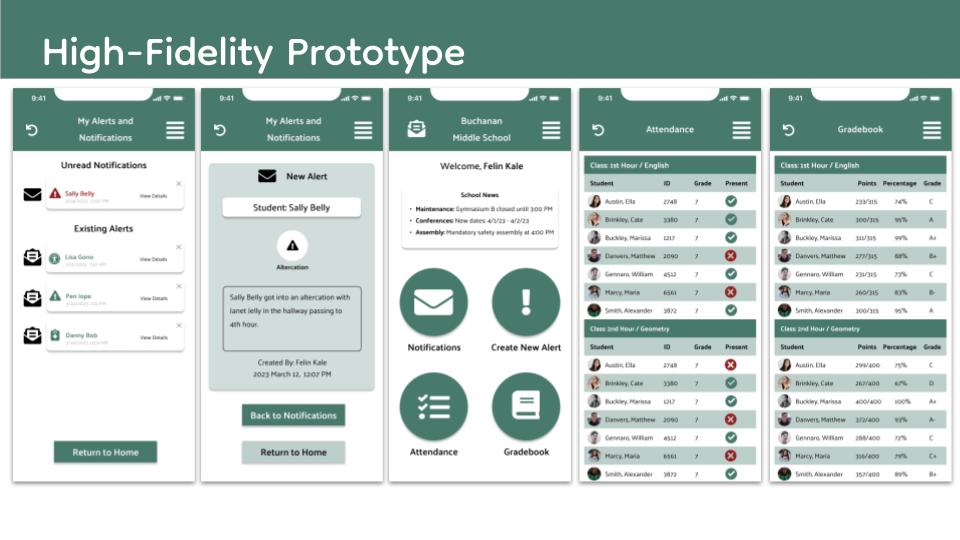 High-Fidelity Prototype
9:41
My Alerts and
Notifications
Unread Notifications
Sally Belly
View Details
Existing Alerts
Lisa Gono
View Details
Pen Iope
View Details
Danny Bob
View Details
Return to Home
9:41
My Alerts and
Notifications
New Alert
Student: Sally Belly
Altercation
Sally Belly got into an altercation with
Janet Jelly in the hallway passing to
4th hour.
Created By: Felin Kale
2023 March 12, 12:07 PM
Back to Notifications
Return to Home
9:41
Buchanan
Middle School
Welcome, Felin Kale
School News
• Maintenance: Gymnasium B closed until 3:00 PM
• Conferences: New dates 4/1/23 - 4/2/23
• Assembly: Mandatory safety assembly at 4:00 PM
Notifications
Create New Alert
Attendance
Gradebook
9:41
Attendance
Class: 1st Hour / English
Student ID Grade Present
Austin, Ella 2748 7
Brinkley, Cate 3380 7
Buckley, Marissa 1217 7
Danvers, Matthew 2090 7
Gennaro, William 4512 7
Marcy, Maria 6561 7
Smith, Alexander 3872 7
Class: 2nd Hour / Geometry
Student ID Grade Present
Austin, Ella 2748 7
Brinkley, Cate 3380 7
Buckley, Marissa 1217 7
Danvers, Matthew 2090 7
Gennaro, William 4512 7
Marcy, Maria 6561 7
Smith, Alexander 3872 7
9:41
Gradebook
Class: 1st Hour / English
Student Points Percentage Grade
Austin, Ella 233/315 74% C
Brinkley, Cate 300/315 95% A
Buckley, Marissa 311/315 99% A+
Danvers, Matthew 277/315 88% B+
Gennaro, William 231/315 73% C
Marcy, Maria 260/315 83% B-
Smith, Alexander 300/315 95% A
Class: 2nd Hour / Geometry
Student Points Percentage Grade
Austin, Ella 299/400 75% C
Brinkley, Cate 267/400 67% D
Buckley, Marissa 400/400 100% A+
Danvers, Matthew 372/400 93% A-
Gennaro, William 288/400 72% C
Marcy, Maria 316/400 79% C+
Smith, Alexander 357/400 89% B+